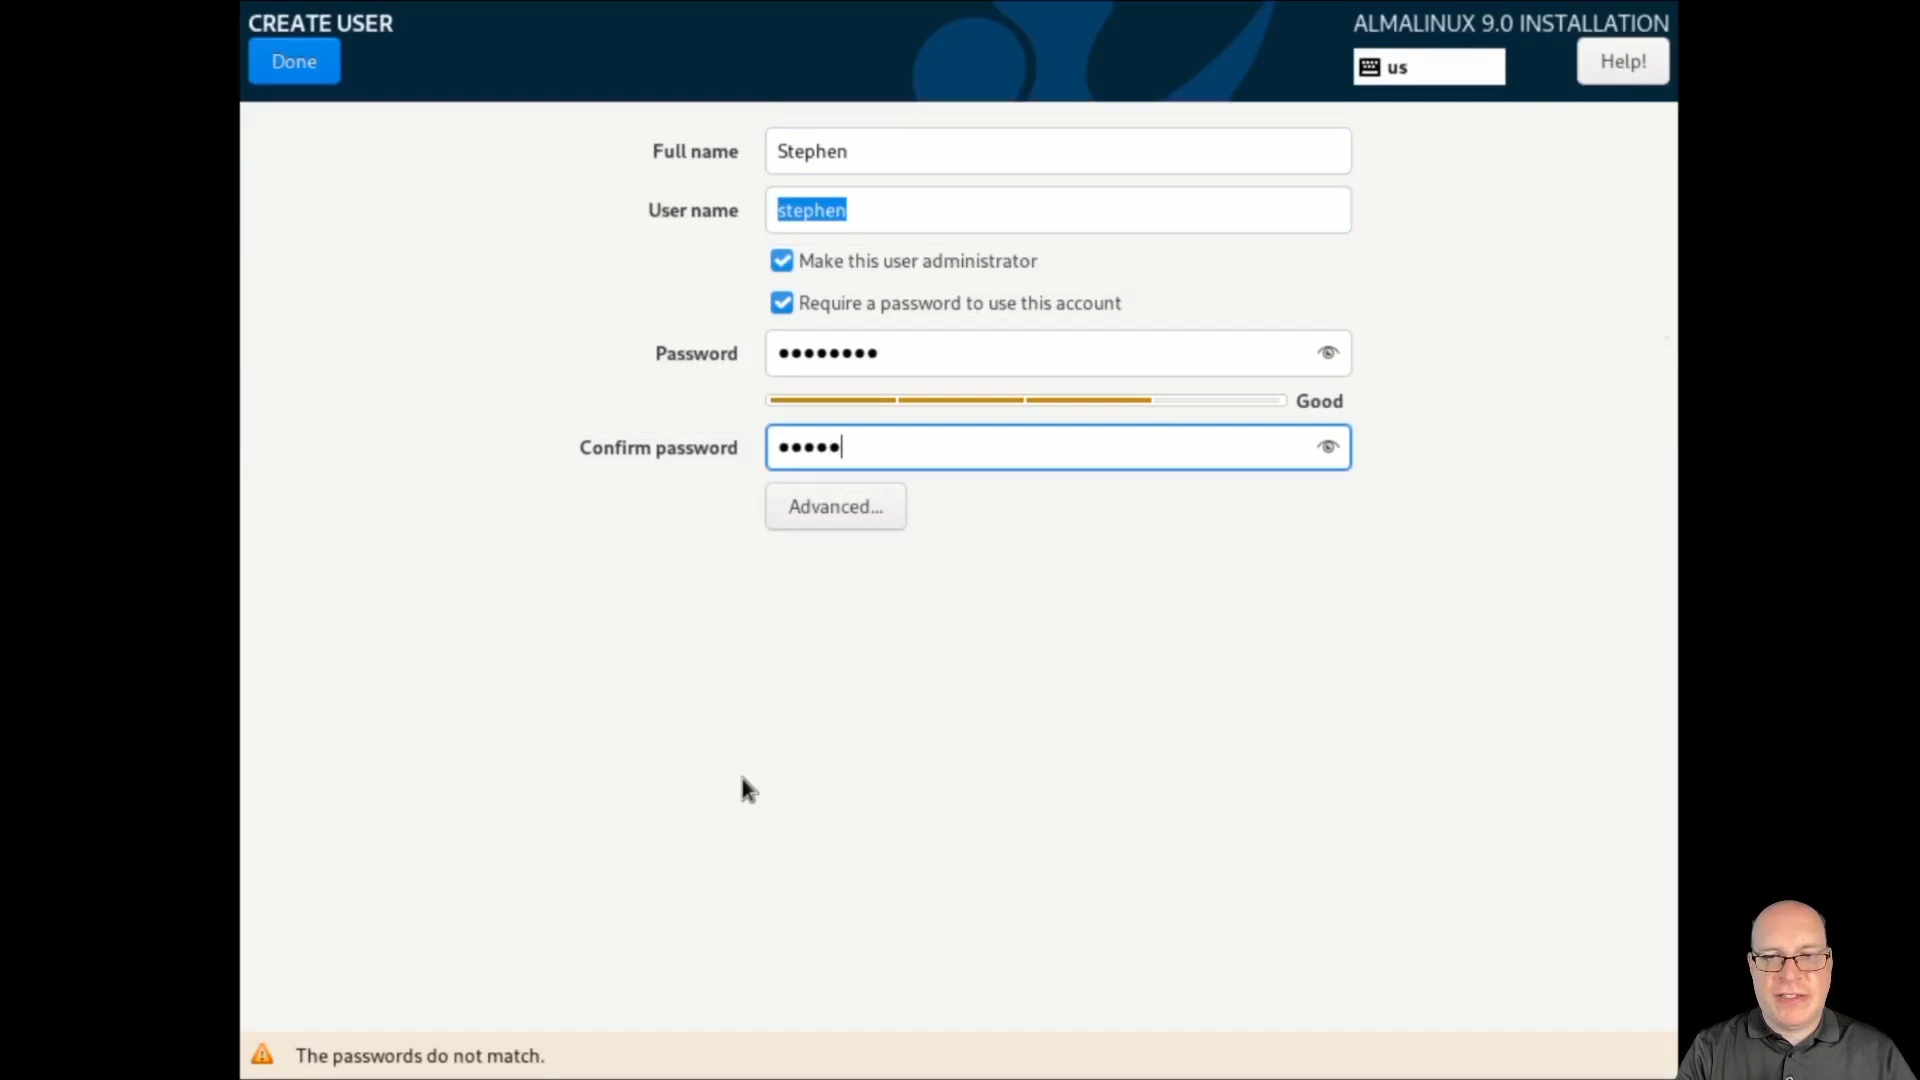 CREATE USER
ALMALINUX 9.0 INSTALLATION
Done
us
Help!
Full name
Stephen
User name
stephen
Make this user administrator
Require a password to use this account
Password
••••••••
Good
Confirm password
•••••
Advanced...
The passwords do not match.